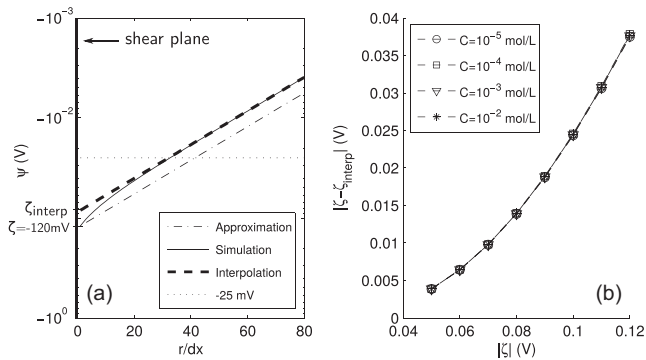 −10⁻³
shear plane
−10⁻²
ψ (V)
ζinterp
ζ=-120mV
−10⁰
Approximation
Simulation
Interpolation
-25 mV
(a)
0
20
40
60
80
r/dx
0.04
0.035
0.03
0.025
0.02
0.015
0.01
0.005
0
|ζ−ζinterp| (V)
C=10⁻⁵ mol/L
C=10⁻⁴ mol/L
C=10⁻³ mol/L
C=10⁻² mol/L
(b)
0.04
0.06
0.08
0.1
0.12
|ζ| (V)